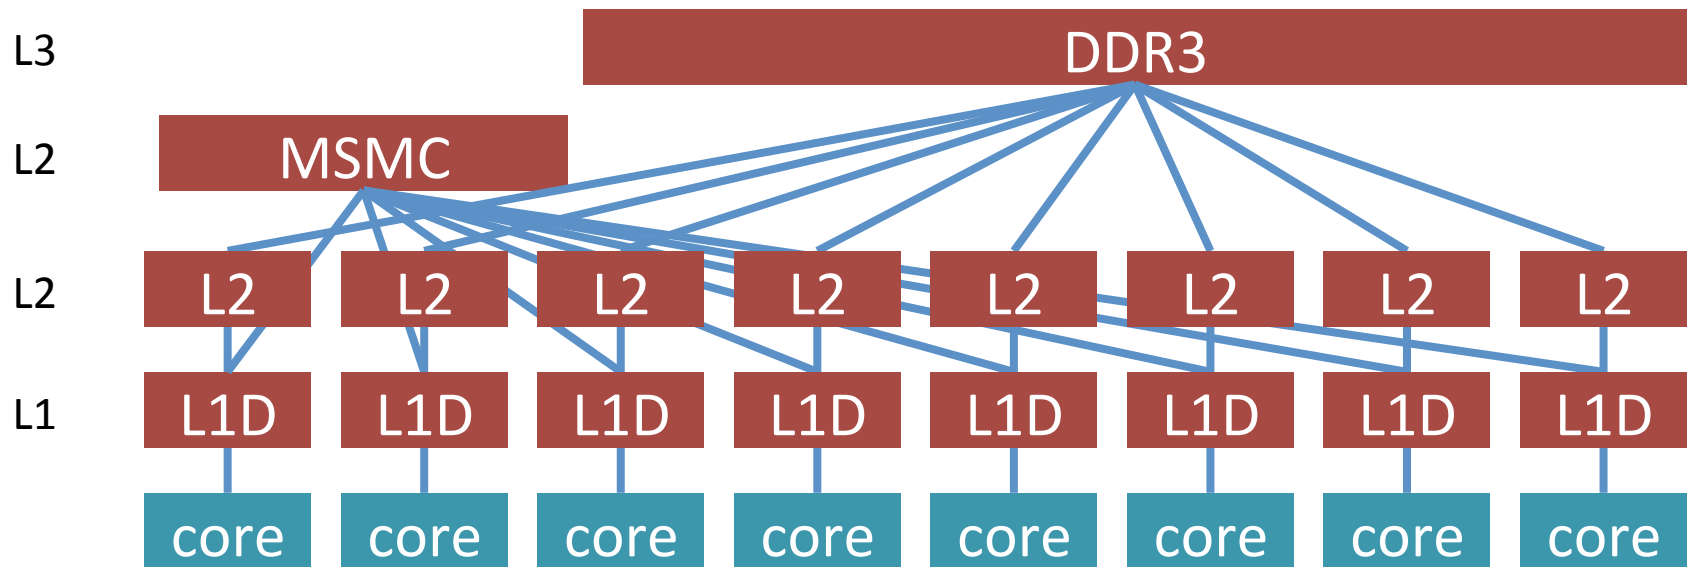 L3 DDR3
L2 MSMC
L2 L2 L2 L2 L2 L2 L2 L2 L2
L1 L1D L1D L1D L1D L1D L1D L1D L1D
core core core core core core core core